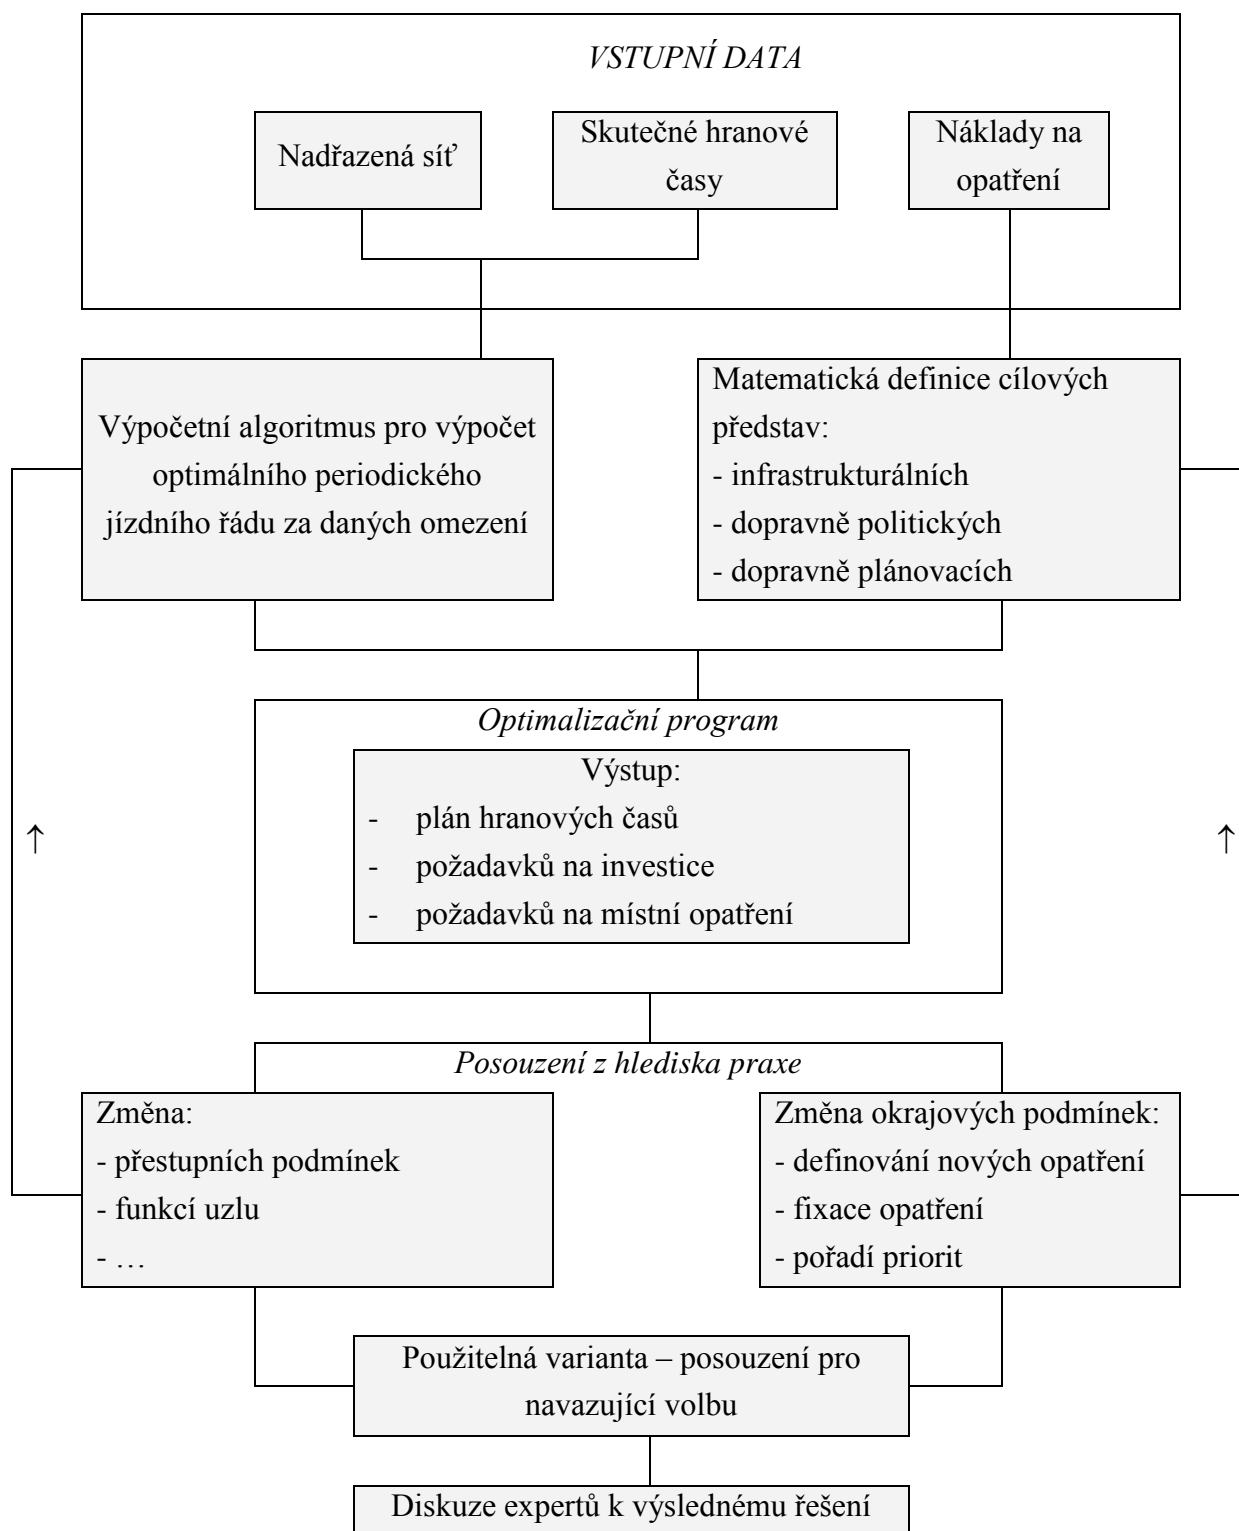 VSTUPNÍ DATA
Nadřazená síť
Skutečné hranové
časy
Náklady na
opatření
Výpočetní algoritmus pro výpočet
optimálního periodického
jízdního řádu za daných omezení
Matematická definice cílových
představ:
- infrastrukturálních
- dopravně politických
- dopravně plánovacích
Optimalizační program
Výstup:
- plán hranových časů
- požadavků na investice
- požadavků na místní opatření
↑
↑
Posouzení z hlediska praxe
Změna:
- přestupních podmínek
- funkcí uzlu
- …
Změna okrajových podmínek:
- definování nových opatření
- fixace opatření
- pořadí priorit
Použitelná varianta – posouzení pro
navazující volbu
Diskuze expertů k výslednému řešení